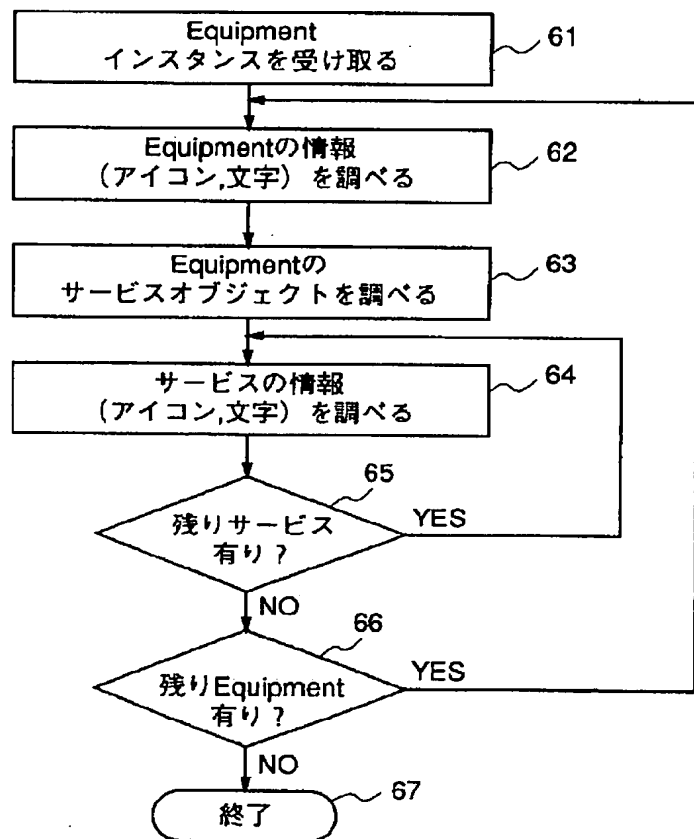 Equipment
インスタンスを受け取る
61
Equipmentの情報
(アイコン,文字) を調べる
62
Equipmentの
サービスオブジェクトを調べる
63
サービスの情報
(アイコン,文字) を調べる
64
65
残りサービス
有り?
YES
NO
66
残りEquipment
有り?
YES
NO
終了
67